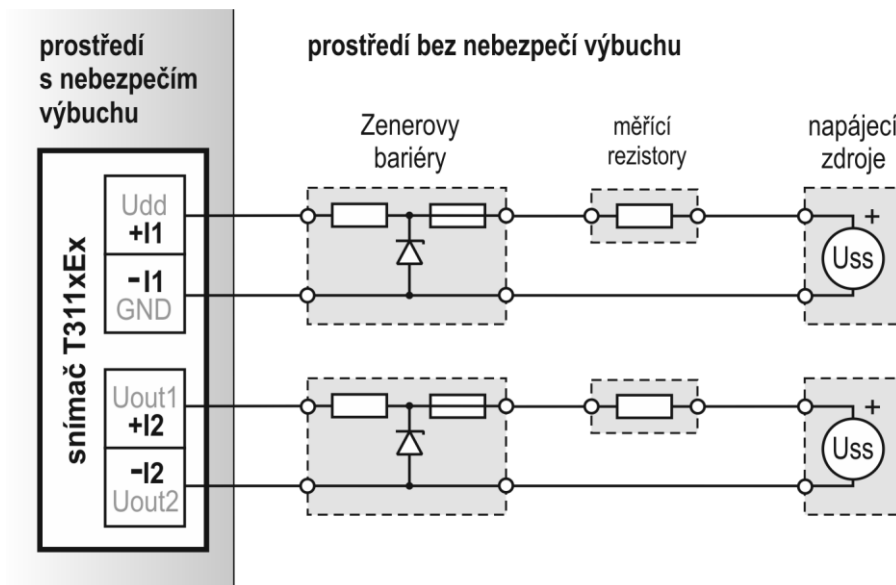 prostředí
s nebezpečím
výbuchu
prostředí bez nebezpečí výbuchu
Zenerovy
bariéry
měřící
rezistory
napájecí
zdroje
snímač T311xEx
Udd
+I1
-I1
GND
+
Uss
Uout1
+I2
-I2
Uout2
+
Uss